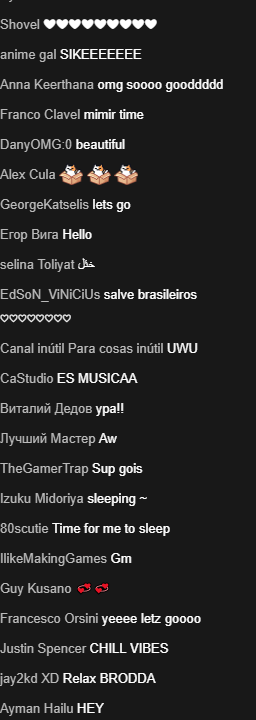 Shovel 🤍🤍🤍🤍🤍🤍🤍🤍🤍
anime gal SIKEEEEEEE
Anna Keerthana omg soooo gooddddd
Franco Clavel mimir time
DanyOMG:0 beautiful
Alex Cula
GeorgeKatselis lets go
Егор Вига Hello
selina Toliyat
EdSoN_ViNiCiUs salve brasileiros
♡♡♡♡♡♡♡♡
Canal inútil Para cosas inútil UWU
CaStudio ES MUSICAA
Виталий Дедов ура!!
Лучший Мастер Aw
TheGamerTrap Sup gois
Izuku Midoriya sleeping ~
80scutie Time for me to sleep
IlikeMakingGames Gm
Guy Kusano
Francesco Orsini yeeee letz goooo
Justin Spencer CHILL VIBES
jay2kd XD Relax BRODDA
Ayman Hailu HEY